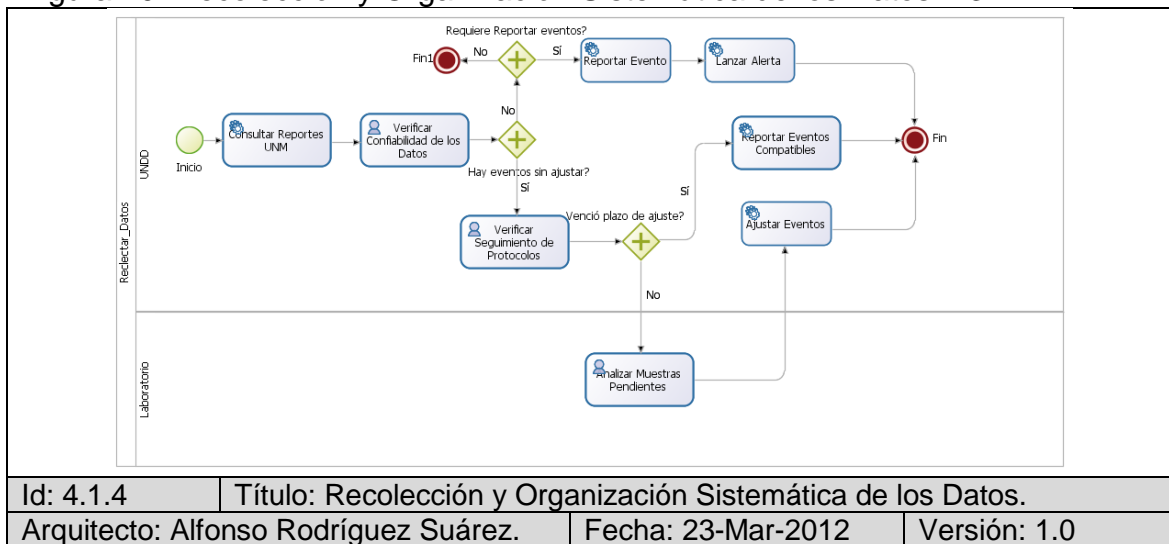 Requiere Reportar eventos?
Fin1
No
Sí
Reportar Evento
Lanzar Alerta
No
Inicio
Consultar Reportes
UNM
Verificar
Confiabilidad de los
Datos
Hay eventos sin ajustar?
Sí
Reportar Eventos
Compatibles
Fin
UNDD
Reclectar_Datos
Verificar
Seguimiento de
Protocolos
Venció plazo de ajuste?
Sí
Ajustar Eventos
No
Laboratorio
Analizar Muestras
Pendientes
Id: 4.1.4
Título: Recolección y Organización Sistemática de los Datos.
Arquitecto: Alfonso Rodríguez Suárez.
Fecha: 23-Mar-2012
Versión: 1.0